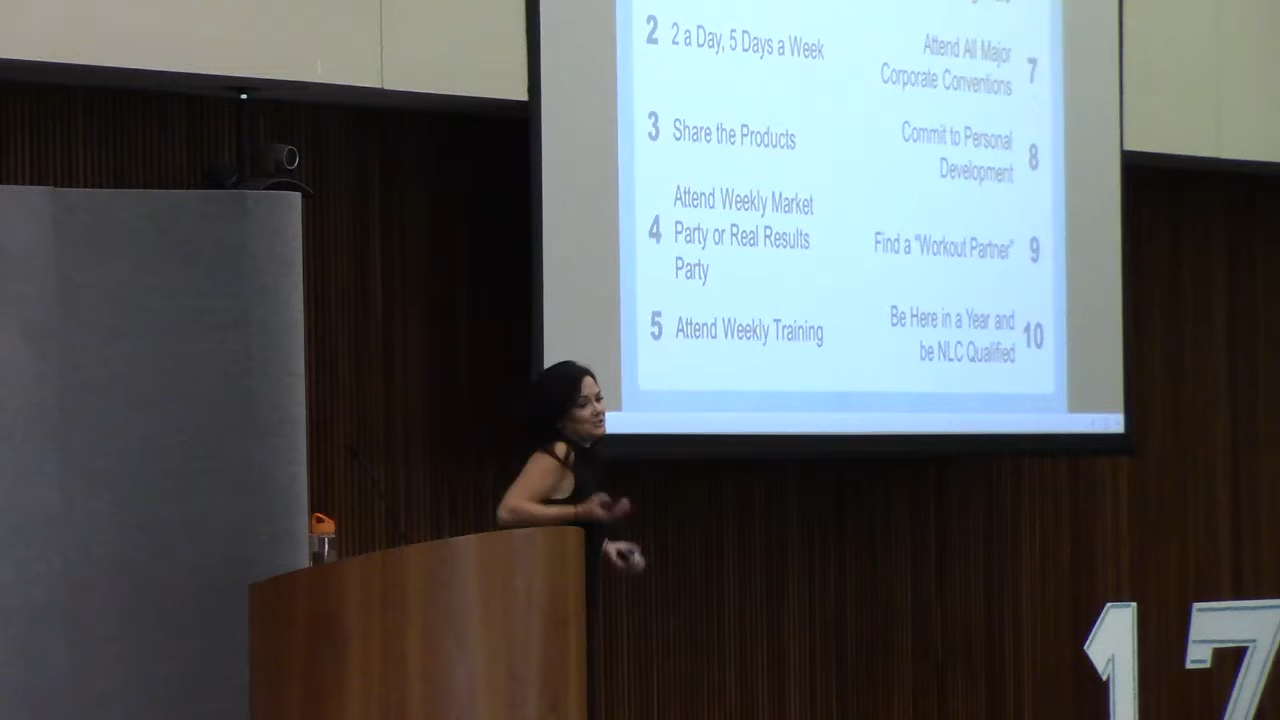 2 2 a Day, 5 Days a Week
3 Share the Products
4 Attend Weekly Market
Party or Real Results
Party
5 Attend Weekly Training
Attend All Major
Corporate Conventions 7
Commit to Personal
Development 8
Find a “Workout Partner” 9
Be Here in a Year and
be NLC Qualified 10
17